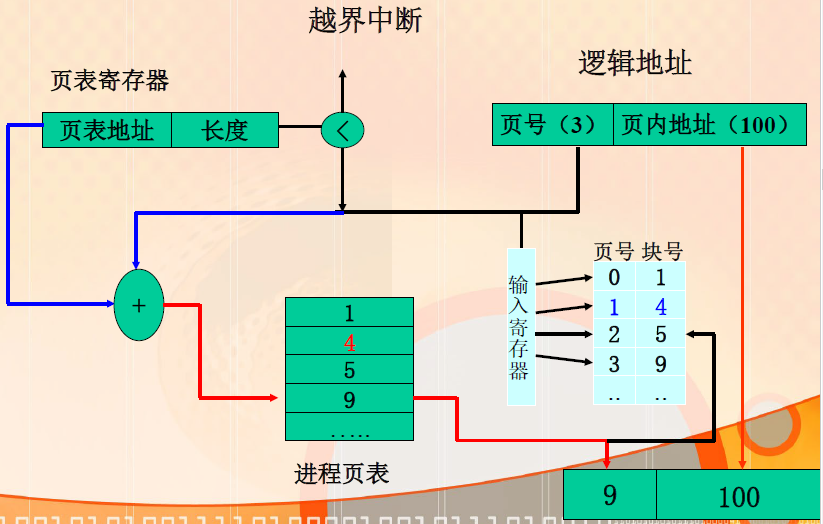 越界中断
逻辑地址
页表寄存器
页表地址 长度
<
页号（3） 页内地址（100）
页号 块号
输入寄存器
0 1
1 4
2 5
3 9
.. ..
+
1
4
5
9
.....
进程页表
9 100